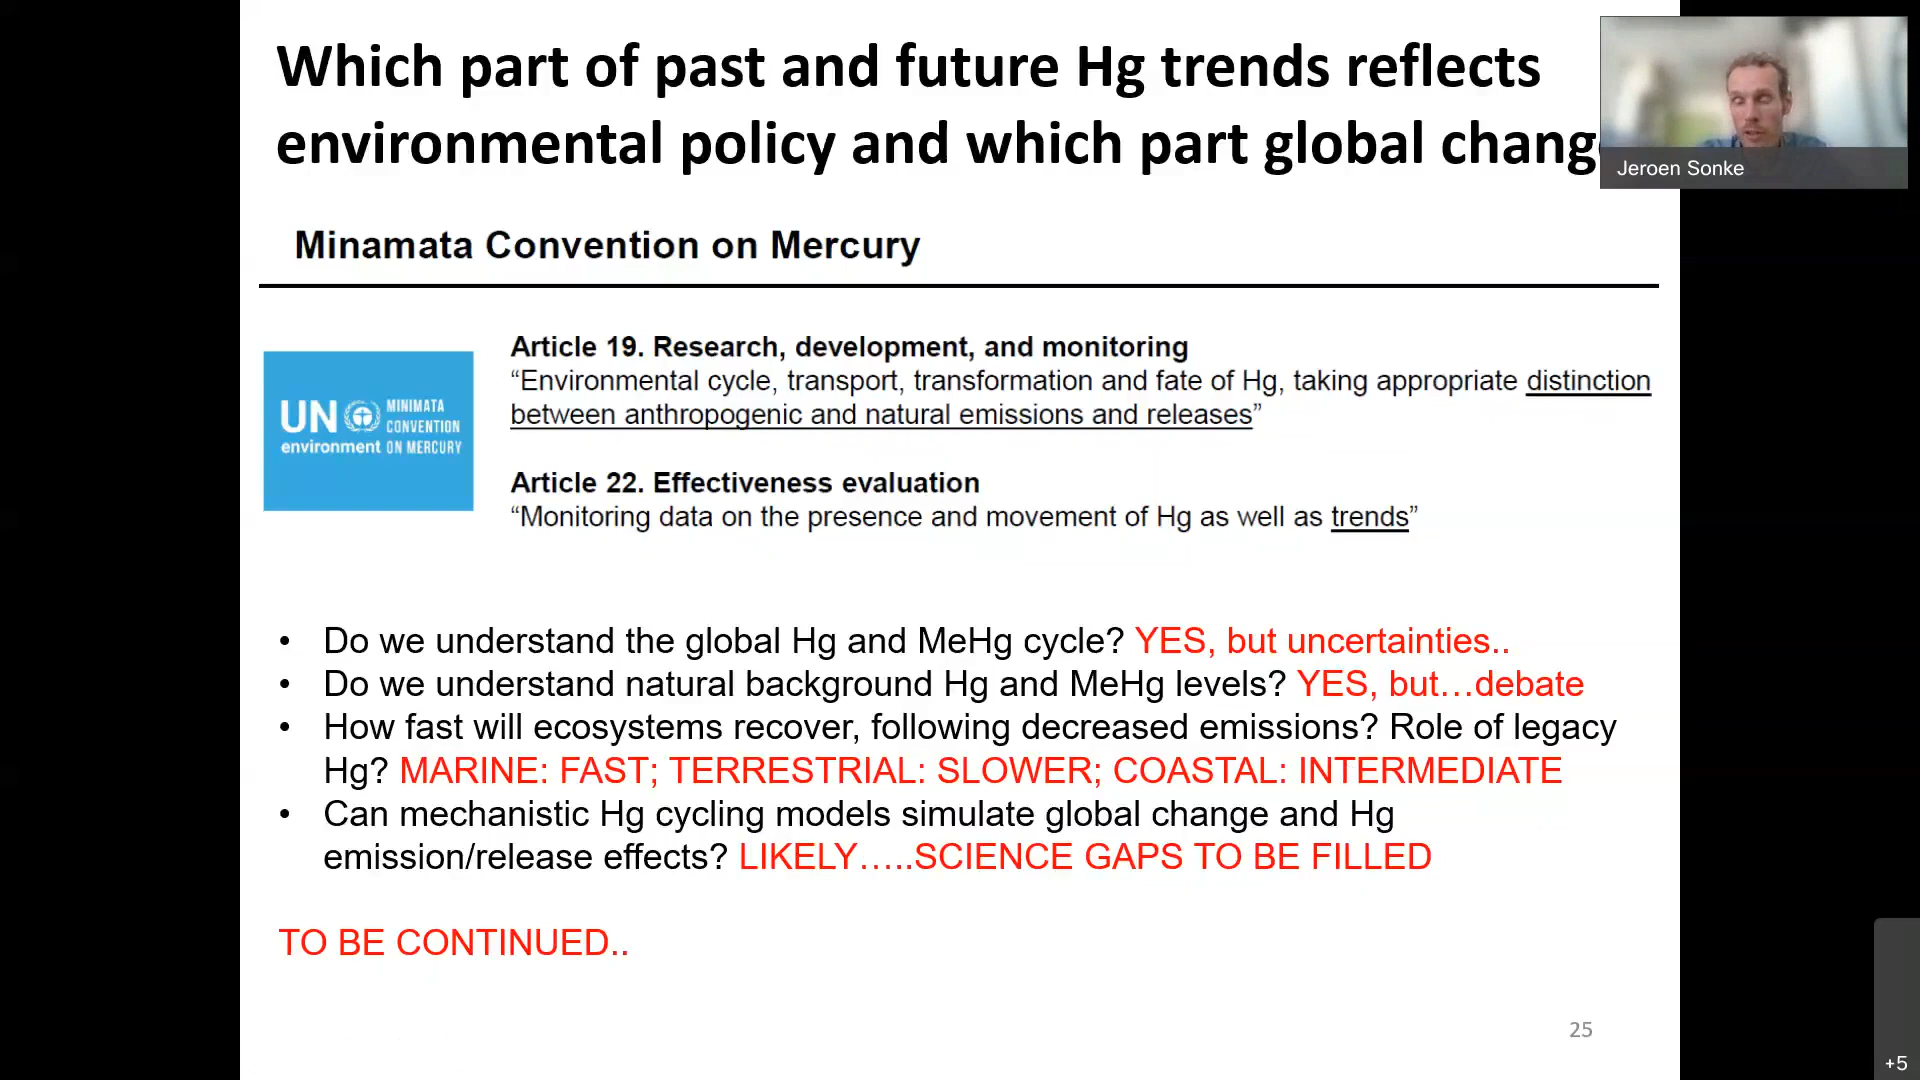 Which part of past and future Hg trends reflects
environmental policy and which part global chang
Jeroen Sonke
Minamata Convention on Mercury
UN
environment
MINIMATA
CONVENTION
ON MERCURY
Article 19. Research, development, and monitoring
“Environmental cycle, transport, transformation and fate of Hg, taking appropriate distinction
between anthropogenic and natural emissions and releases”
Article 22. Effectiveness evaluation
“Monitoring data on the presence and movement of Hg as well as trends”
• Do we understand the global Hg and MeHg cycle? YES, but uncertainties..
• Do we understand natural background Hg and MeHg levels? YES, but…debate
• How fast will ecosystems recover, following decreased emissions? Role of legacy
Hg? MARINE: FAST; TERRESTRIAL: SLOWER; COASTAL: INTERMEDIATE
• Can mechanistic Hg cycling models simulate global change and Hg
emission/release effects? LIKELY…..SCIENCE GAPS TO BE FILLED
TO BE CONTINUED..
25
+5